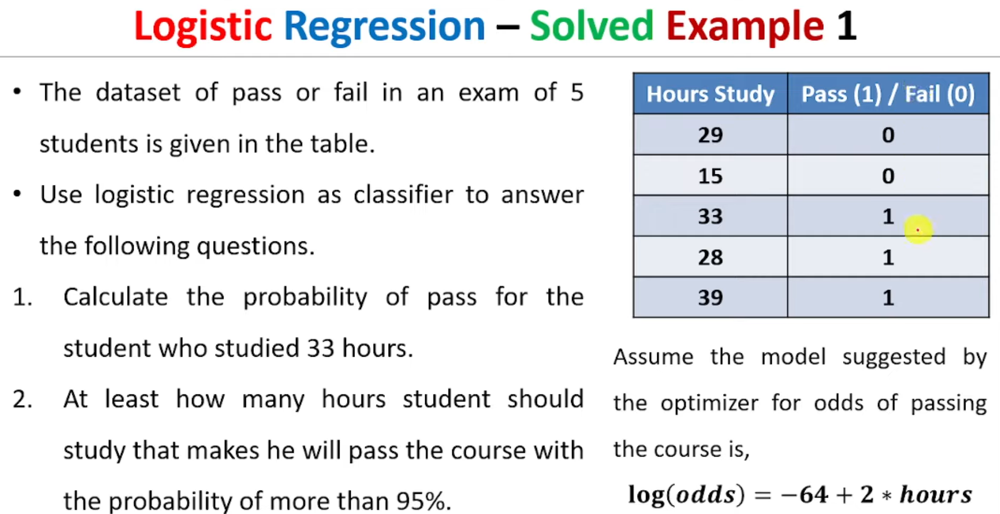 Logistic Regression – Solved Example 1
• The dataset of pass or fail in an exam of 5
students is given in the table.
• Use logistic regression as classifier to answer
the following questions.
1. Calculate the probability of pass for the
student who studied 33 hours.
2. At least how many hours student should
study that makes he will pass the course with
the probability of more than 95%.
Hours Study Pass (1) / Fail (0)
29 0
15 0
33 1
28 1
39 1
Assume the model suggested by
the optimizer for odds of passing
the course is,
log(odds) = −64 + 2 * hours